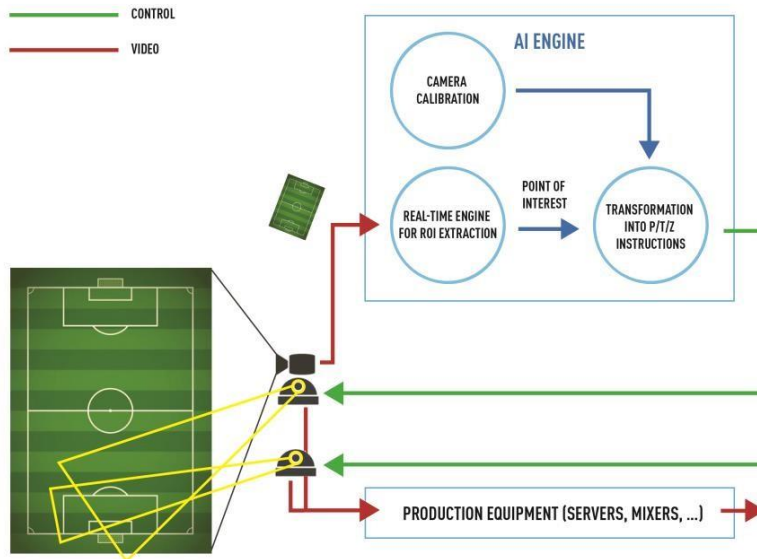 CONTROL
VIDEO
AI ENGINE
CAMERA
CALIBRATION
REAL-TIME ENGINE
FOR ROI EXTRACTION
POINT OF
INTEREST
TRANSFORMATION
INTO P/T/Z
INSTRUCTIONS
PRODUCTION EQUIPMENT (SERVERS, MIXERS, ...)